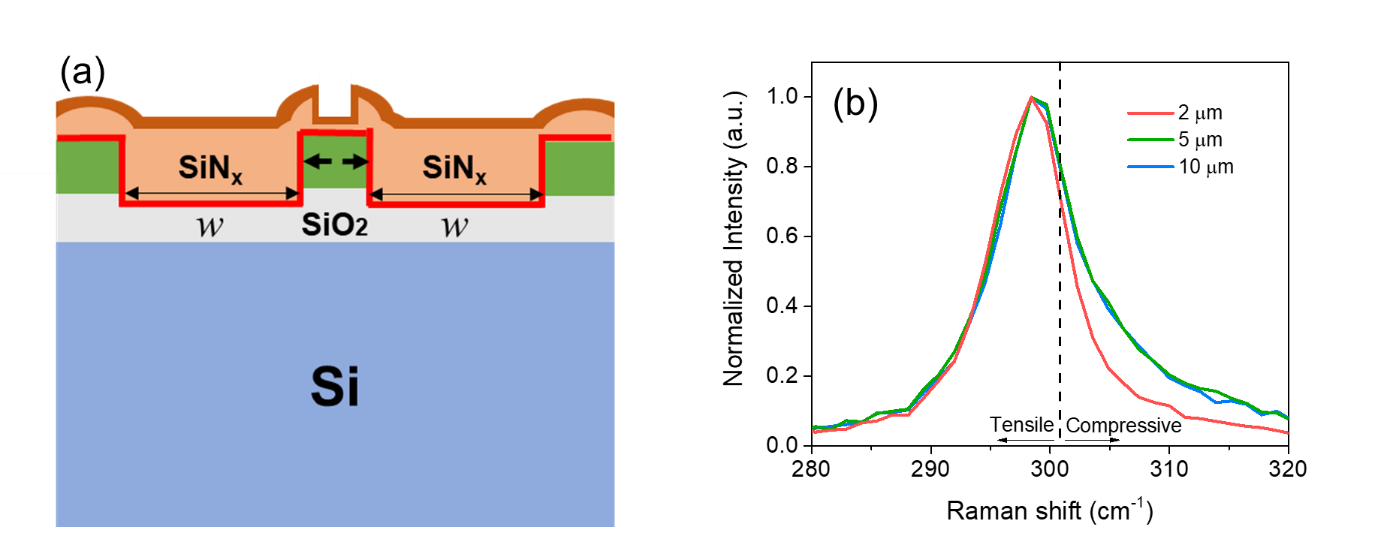 (a)
SiNx
SiNx
w
SiO2
w
Si
(b)
2 μm
5 μm
10 μm
Normalized Intensity (a.u.)
1.0
0.8
0.6
0.4
0.2
0.0
Tensile
Compressive
280
290
300
310
320
Raman shift (cm-1)